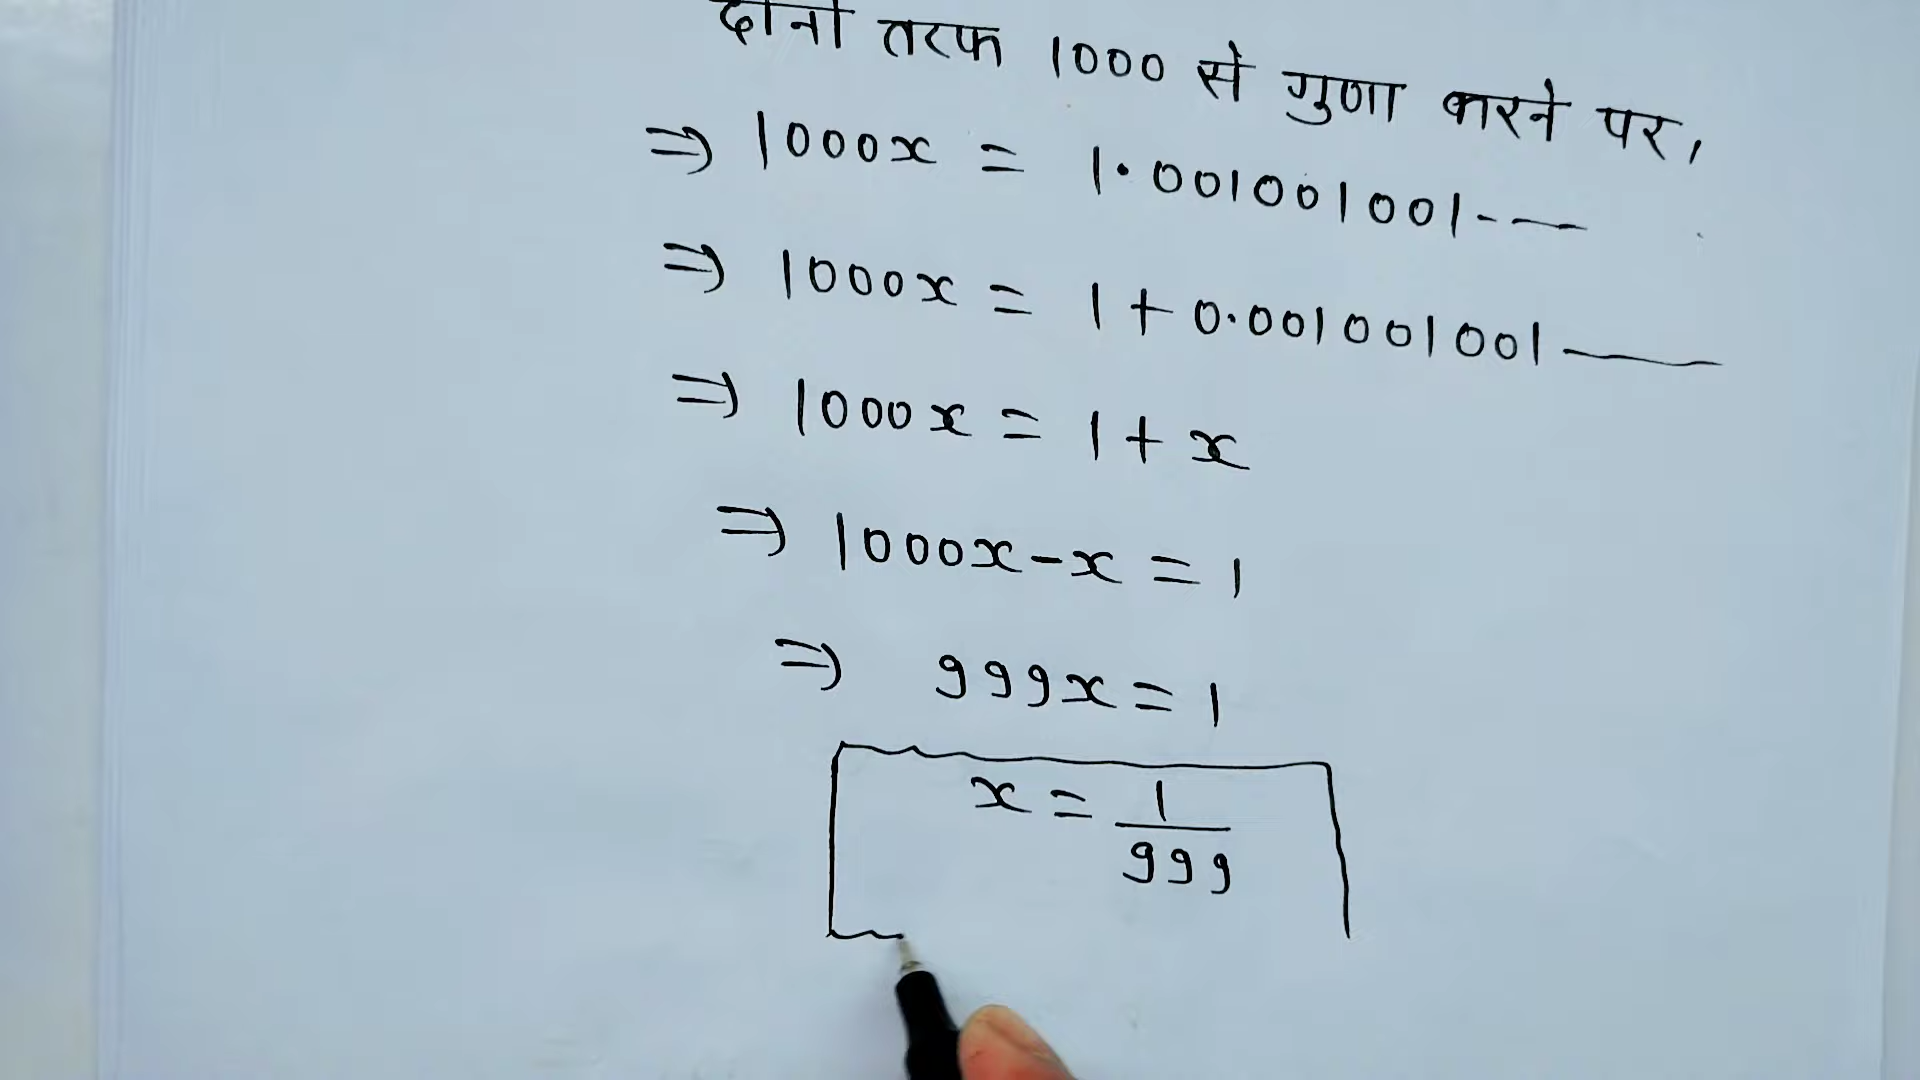 दोनों तरफ 1000 से गुणा करने पर,
⇒ 1000x = 1.001001001---
⇒ 1000x = 1 + 0.001001001---
⇒ 1000x = 1 + x
⇒ 1000x - x = 1
⇒ 999x = 1
x = 1/999